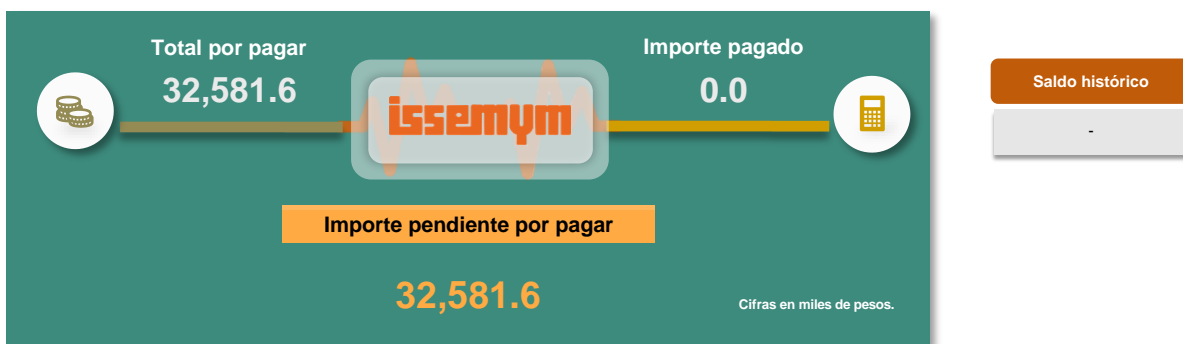 Total por pagar
32,581.6
Importe pagado
0.0
issemym
Importe pendiente por pagar
32,581.6
Cifras en miles de pesos.
Saldo histórico
-